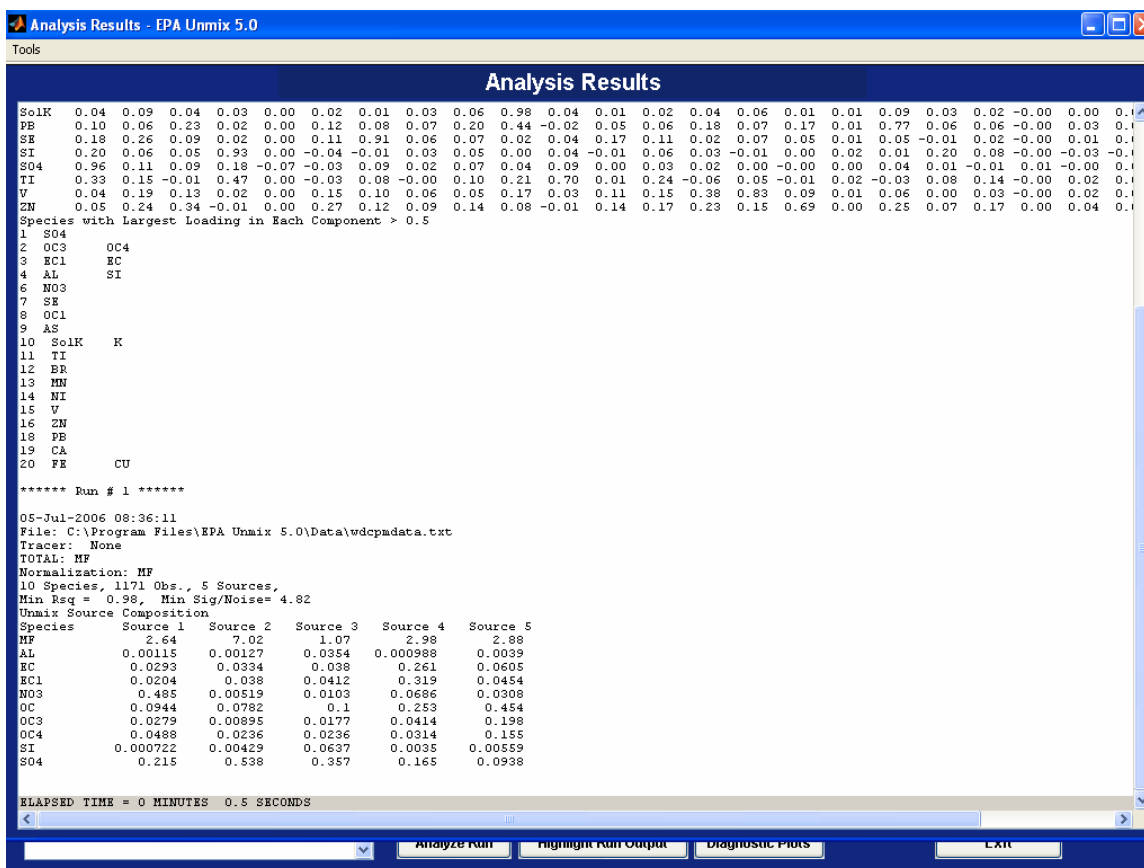 Analysis Results - EPA Unmix 5.0
Tools
Analysis Results
SolK 0.04 0.09 0.04 0.03 0.00 0.02 0.01 0.03 0.06 0.98 0.04 0.01 0.02 0.04 0.06 0.01 0.01 0.09 0.03 0.02 -0.00 0.00
PB 0.10 0.06 0.23 0.02 0.00 0.12 0.08 0.07 0.20 0.44 -0.02 0.05 0.06 0.18 0.07 0.17 0.01 0.77 0.06 0.06 -0.00 0.03
SE 0.18 0.26 0.09 0.02 0.00 0.11 0.91 0.06 0.07 0.02 0.04 0.17 0.11 0.02 0.07 0.05 0.01 0.05 -0.01 0.02 -0.00 0.01
SI 0.20 0.06 0.05 0.93 0.00 -0.04 -0.01 0.03 0.05 0.00 0.04 -0.01 0.06 0.03 -0.01 0.00 0.02 0.01 0.20 0.08 -0.00 -0.03
SO4 0.96 0.11 0.09 0.18 -0.07 -0.03 0.09 0.02 0.07 0.04 0.09 0.00 0.03 0.02 0.00 -0.00 0.00 0.04 0.01 -0.01 0.01 -0.00
TI 0.33 0.15 -0.01 0.47 0.00 -0.03 0.08 -0.00 0.10 0.21 0.70 0.01 0.24 -0.06 0.05 -0.01 0.02 -0.03 0.08 0.14 -0.00 0.02
V 0.04 0.19 0.13 0.02 0.00 0.15 0.10 0.06 0.05 0.17 0.03 0.11 0.15 0.38 0.83 0.09 0.01 0.06 0.00 0.03 -0.00 0.02
ZN 0.05 0.24 0.34 -0.01 0.00 0.27 0.12 0.09 0.14 0.08 -0.01 0.14 0.17 0.23 0.15 0.69 0.00 0.25 0.07 0.17 0.00 0.04
Species with Largest Loading in Each Component > 0.5
1 SO4
2 OC3 OC4
3 EC1 EC
4 AL SI
6 NO3
7 SE
8 OC1
9 AS
10 SolK K
11 TI
12 BR
13 MN
14 NI
15 V
16 ZN
18 PB
19 CA
20 FE CU
****** Run # 1 ******
05-Jul-2006 08:36:11
File: C:\Program Files\EPA Unmix 5.0\Data\wdcpmdata.txt
Tracer: None
TOTAL: MF
Normalization: MF
10 Species, 1171 Obs., 5 Sources,
Min Rsq = 0.98, Min Sig/Noise= 4.82
Unmix Source Composition
Species Source 1 Source 2 Source 3 Source 4 Source 5
MF 2.64 7.02 1.07 2.98 2.88
AL 0.00115 0.00127 0.0354 0.000988 0.0039
EC 0.0293 0.0334 0.038 0.261 0.0605
EC1 0.0204 0.038 0.0412 0.319 0.0454
NO3 0.485 0.00519 0.0103 0.0686 0.0308
OC 0.0944 0.0782 0.1 0.253 0.454
OC3 0.0279 0.00895 0.0177 0.0414 0.198
OC4 0.0488 0.0236 0.0236 0.0314 0.155
SI 0.000722 0.00429 0.0637 0.0035 0.00559
SO4 0.215 0.538 0.357 0.165 0.0938
ELAPSED TIME = 0 MINUTES 0.5 SECONDS
Analyze Run Highlight Run Output Diagnostic Plots Exit